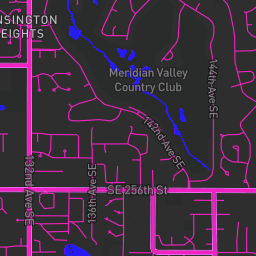 NSINGTON
EIGHTS
Meridian Valley
Country Club
144th Ave SE
142nd Ave SE
132nd Ave SE
136th Ave SE
SE 256th St